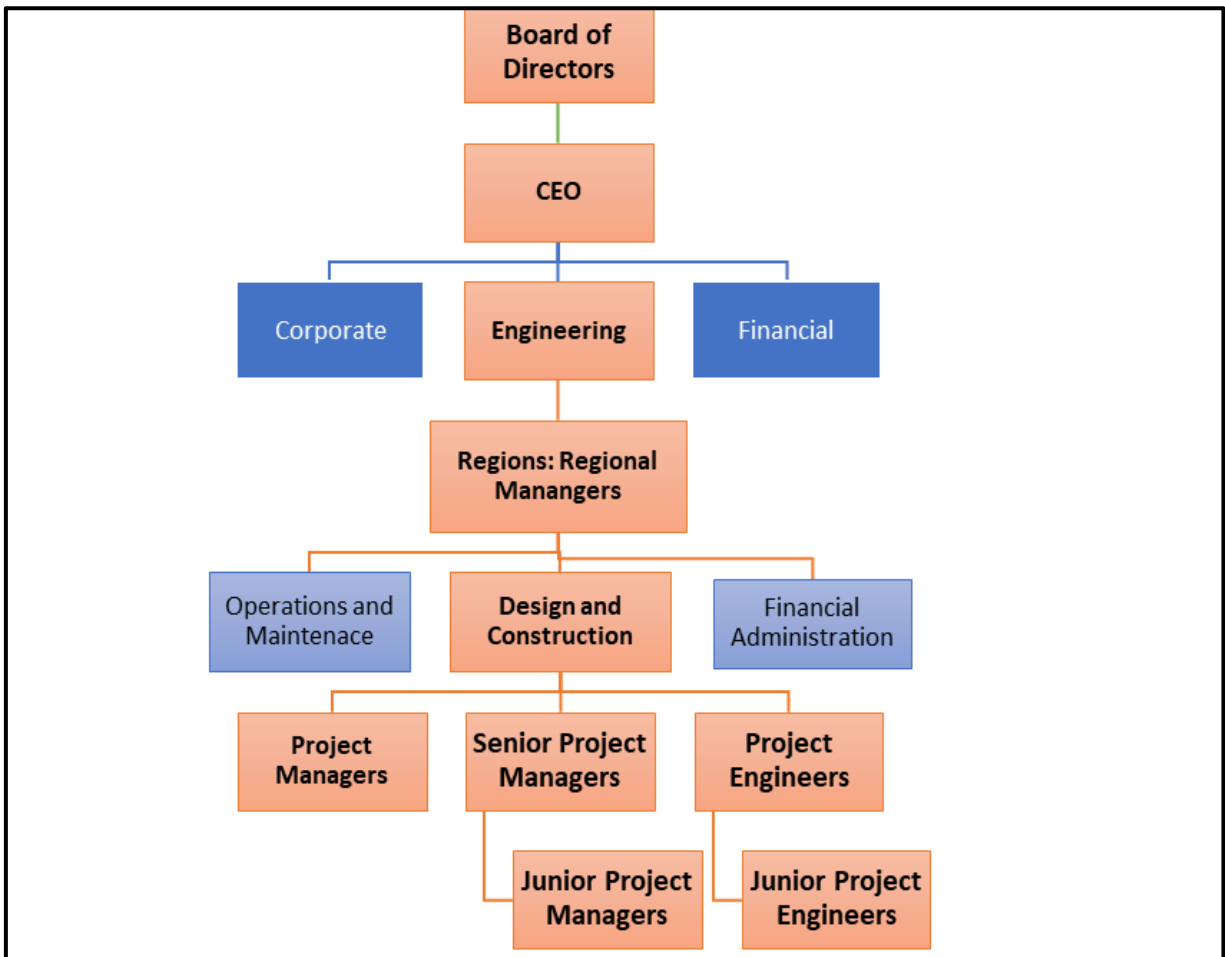 Board of
Directors
CEO
Corporate
Engineering
Financial
Regions: Regional
Manangers
Operations and
Maintenace
Design and
Construction
Financial
Administration
Project
Managers
Senior Project
Managers
Project
Engineers
Junior Project
Managers
Junior Project
Engineers